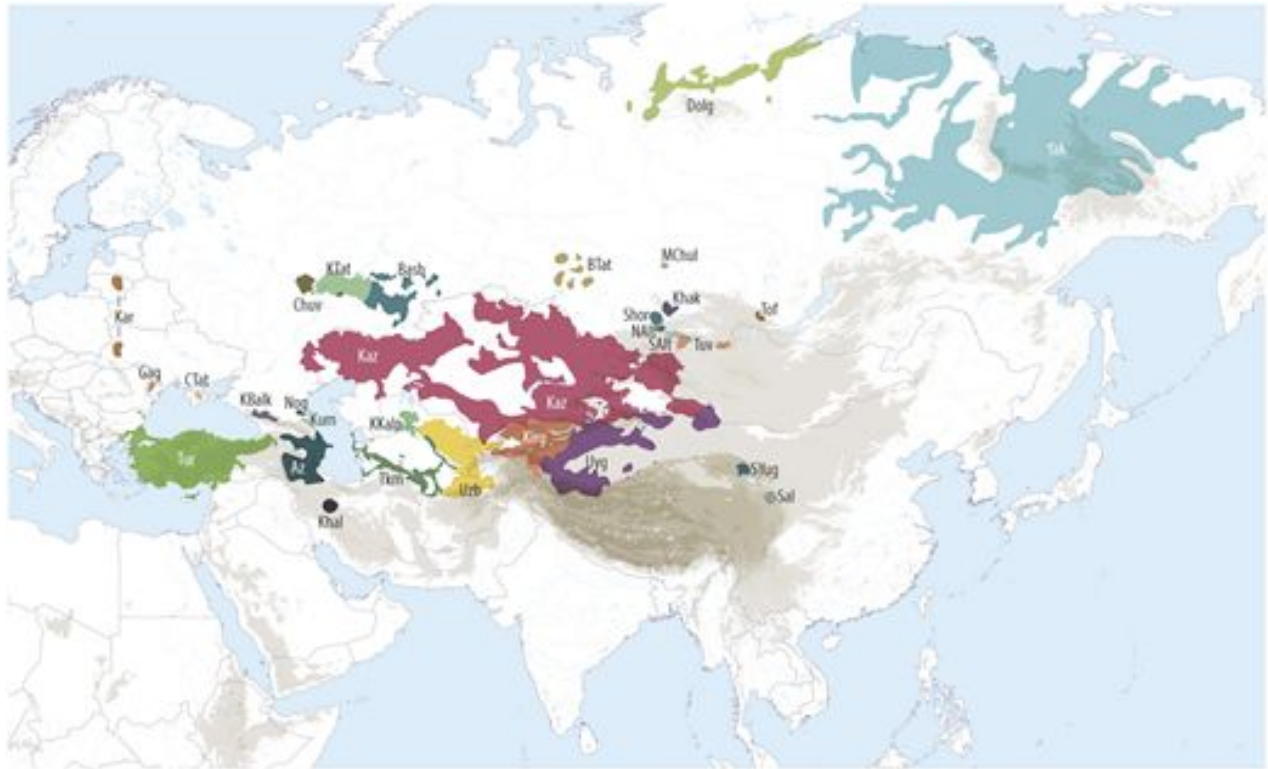 Dolg
Yak
MChul
BTat
KTat
Bash
Chuv
Khak
Shor
Tof
NAlt
SAlt
Tuv
Kar
Kaz
Gag
CTat
KBalk
Nog
Kum
KKalp
Kaz
Kirg
Tur
Az
Uyg
SYug
Tkm
Uzb
Sal
Khal